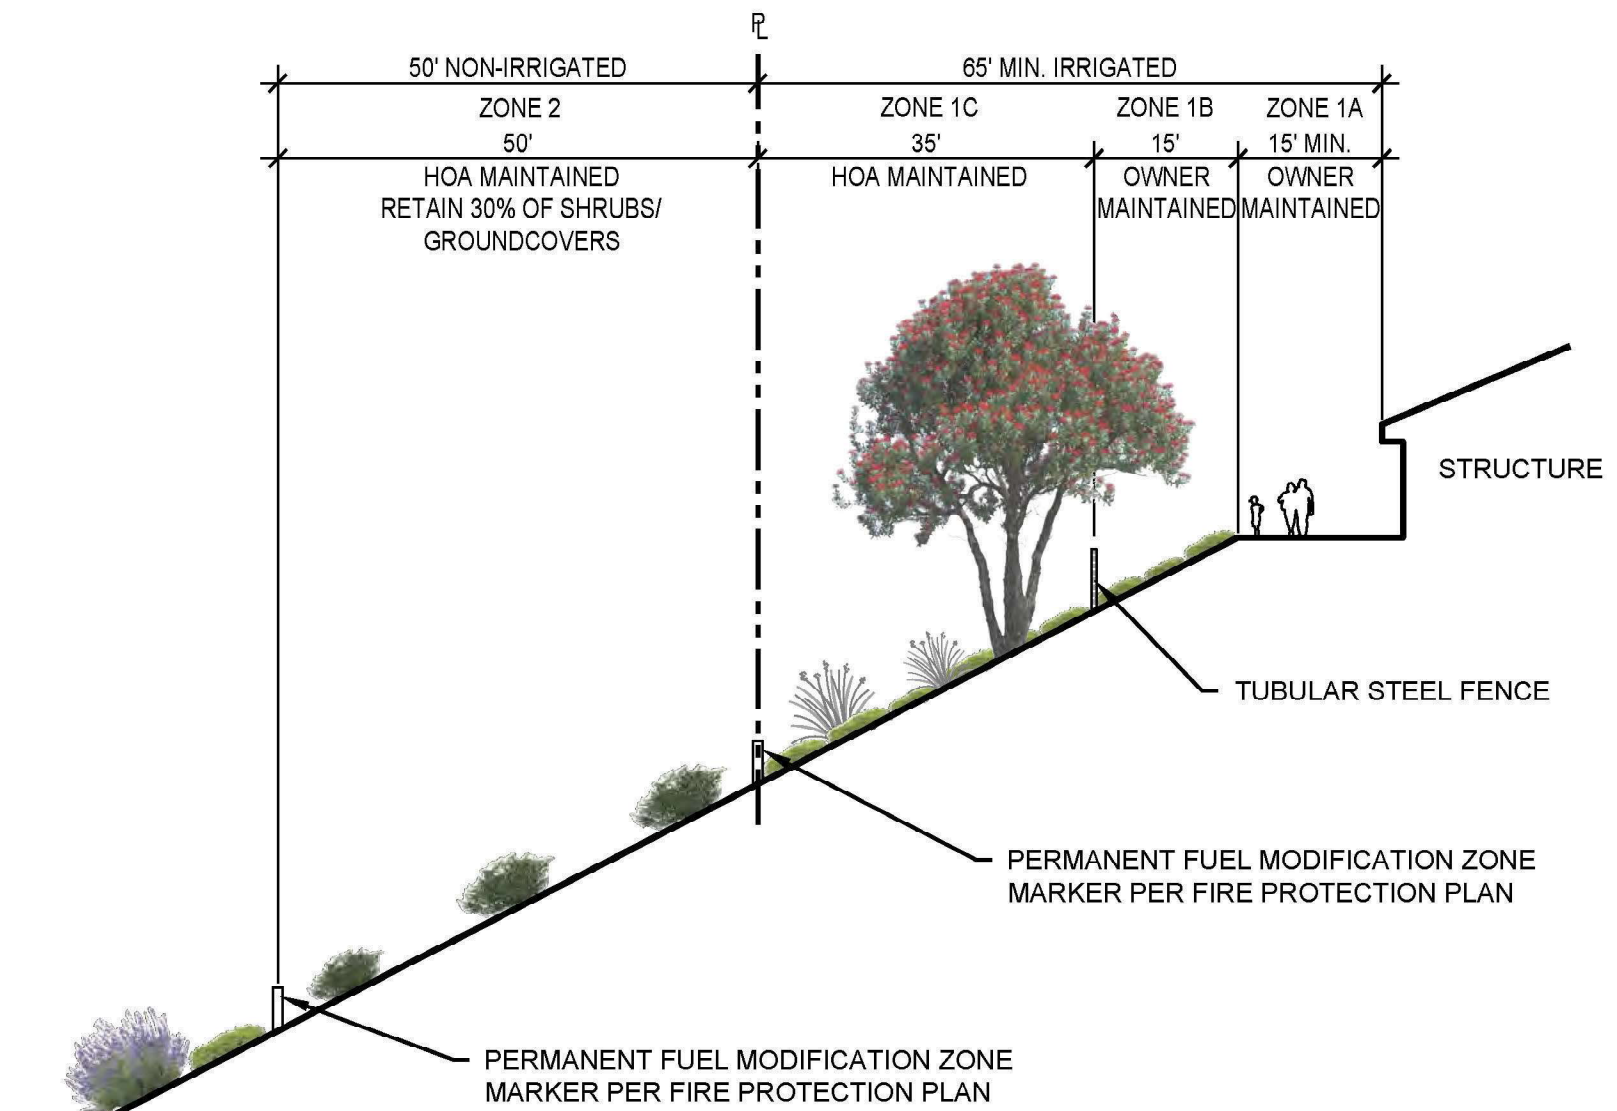 PL
50' NON-IRRIGATED
65' MIN. IRRIGATED
ZONE 2
ZONE 1C
ZONE 1B
ZONE 1A
50'
35'
15'
15' MIN.
HOA MAINTAINED
RETAIN 30% OF SHRUBS/
GROUNDCOVERS
HOA MAINTAINED
OWNER
MAINTAINED
OWNER
MAINTAINED
STRUCTURE
TUBULAR STEEL FENCE
PERMANENT FUEL MODIFICATION ZONE
MARKER PER FIRE PROTECTION PLAN
PERMANENT FUEL MODIFICATION ZONE
MARKER PER FIRE PROTECTION PLAN